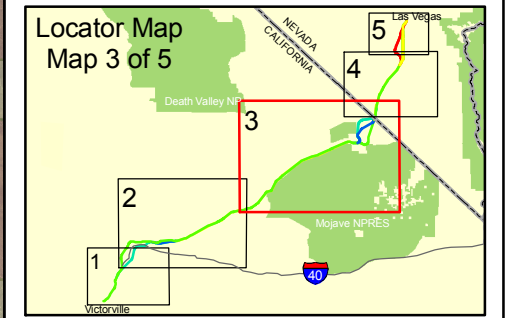 Locator Map
Map 3 of 5
NEVADA
CALIFORNIA
Las Vegas
5
4
Death Valley NP
3
2
Mojave NPRES
1
40
Victorville